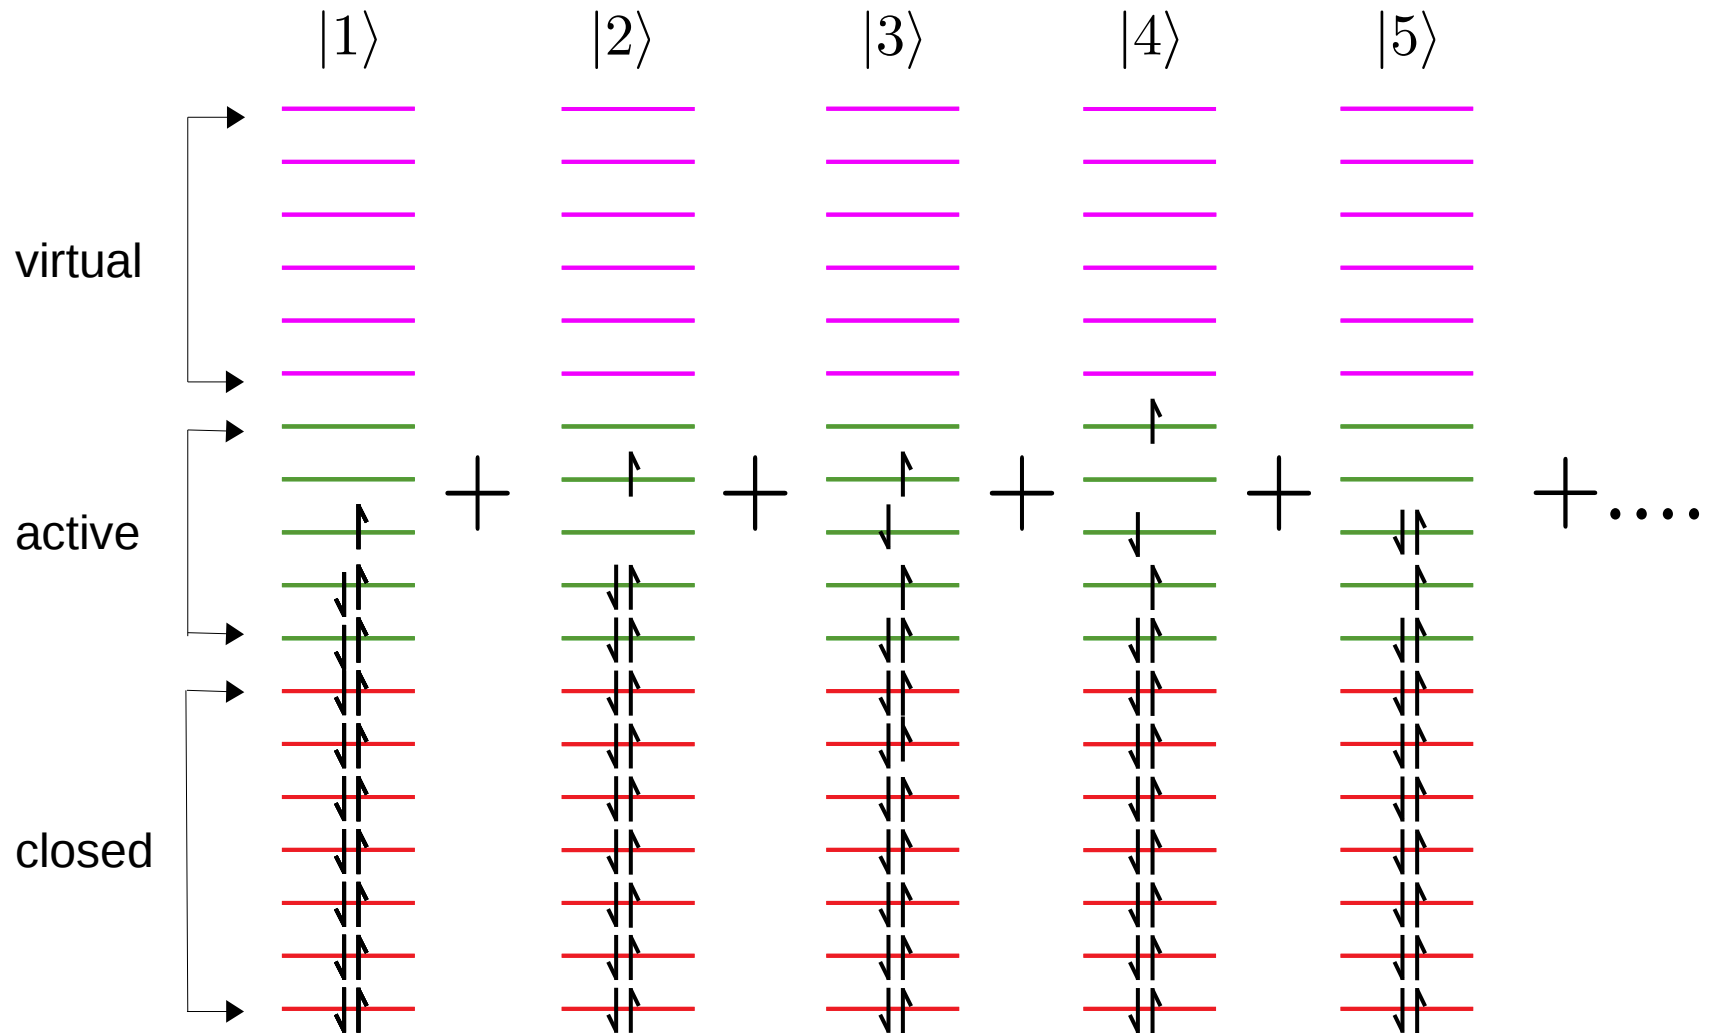 |1⟩ |2⟩ |3⟩ |4⟩ |5⟩
virtual
active
+ + + + + ....
closed